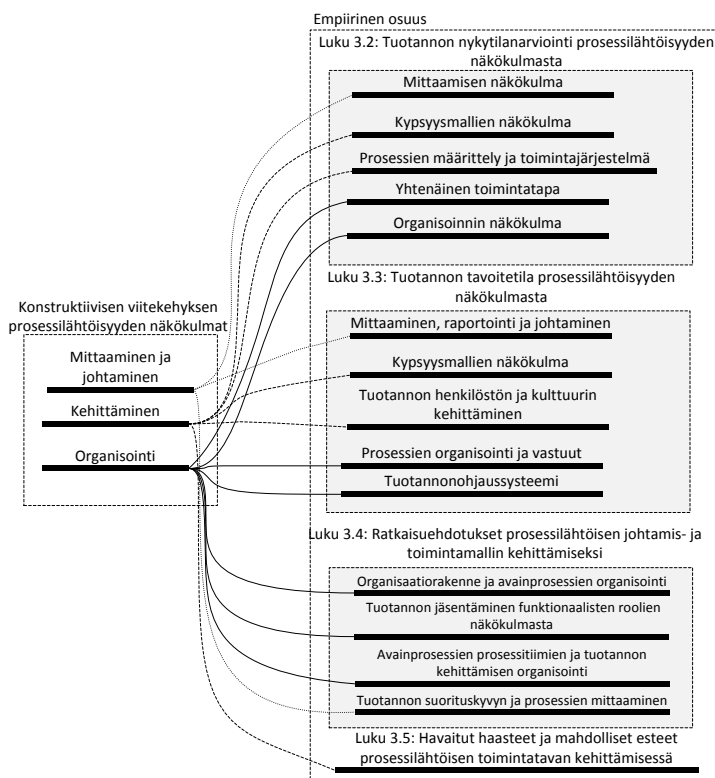 Empiirinen osuus
Luku 3.2: Tuotannon nykytilanarviointi prosessilähtöisyyden
näkökulmasta
Mittaamisen näkökulma
Kypsyysmallien näkökulma
Prosessien määrittely ja toimintajärjestelmä
Yhtenäinen toimintatapa
Organisoinnin näkökulma
Luku 3.3: Tuotannon tavoitetila prosessilähtöisyyden
näkökulmasta
Konstruktiivisen viitekehyksen
prosessilähtöisyyden näkökulmat
Mittaaminen ja
johtaminen
Kehittäminen
Organisointi
Mittaaminen, raportointi ja johtaminen
Kypsyysmallien näkökulma
Tuotannon henkilöstön ja kulttuurin
kehittäminen
Prosessien organisointi ja vastuut
Tuotannonohjaussysteemi
Luku 3.4: Ratkaisuehdotukset prosessilähtöisen johtamis- ja
toimintamallin kehittämiseksi
Organisaatiorakenne ja avainprosessien organisointi
Tuotannon jäsentäminen funktionaalisten roolien
näkökulmasta
Avainprosessien prosessitiimien ja tuotannon
kehittämisen organisointi
Tuotannon suorituskyvyn ja prosessien mittaaminen
Luku 3.5: Havaitut haasteet ja mahdolliset esteet
prosessilähtöisen toimintatavan kehittämisessä